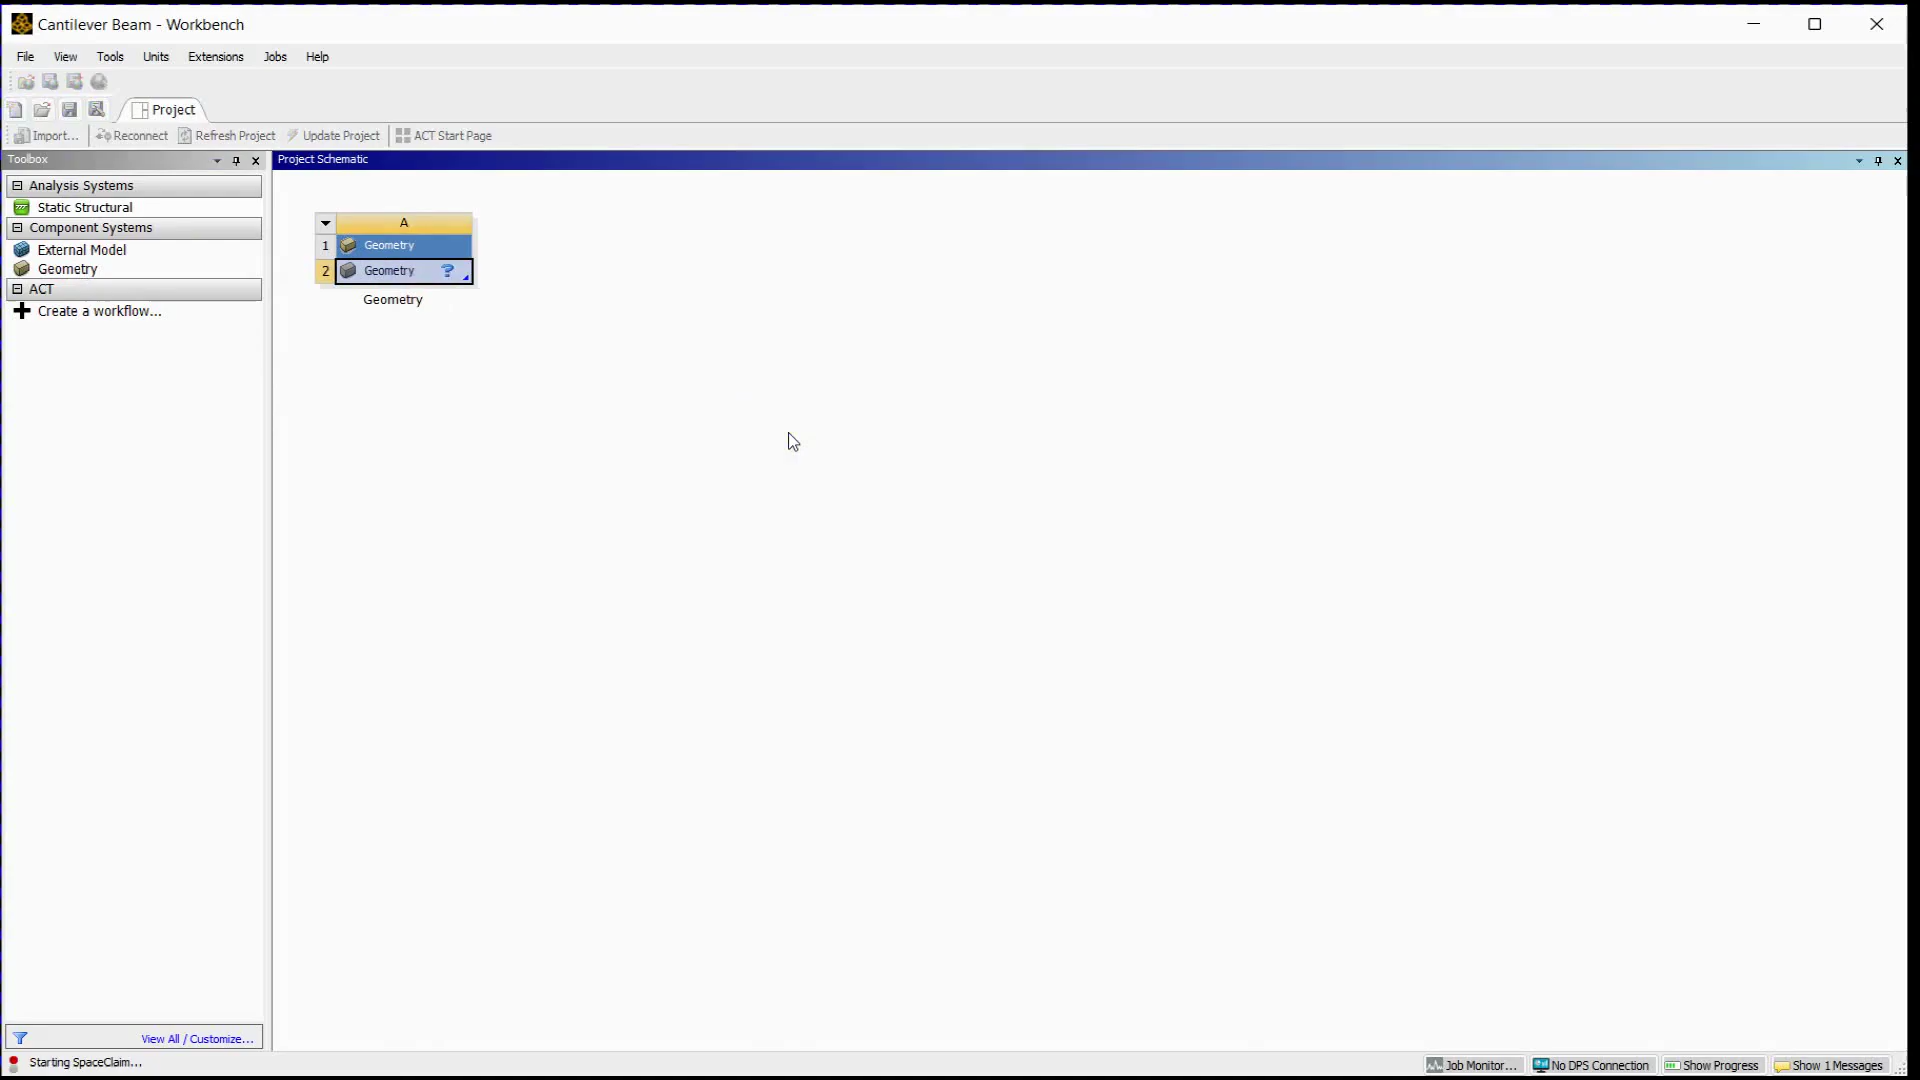 Cantilever Beam - Workbench
File View Tools Units Extensions Jobs Help
Project
Import... Reconnect Refresh Project Update Project ACT Start Page
Toolbox
Project Schematic
Analysis Systems
Static Structural
Component Systems
External Model
Geometry
ACT
Create a workflow...
A
1 Geometry
2 Geometry ?
Geometry
View All / Customize...
Starting SpaceClaim...
Job Monitor... No DPS Connection Show Progress Show 1 Messages